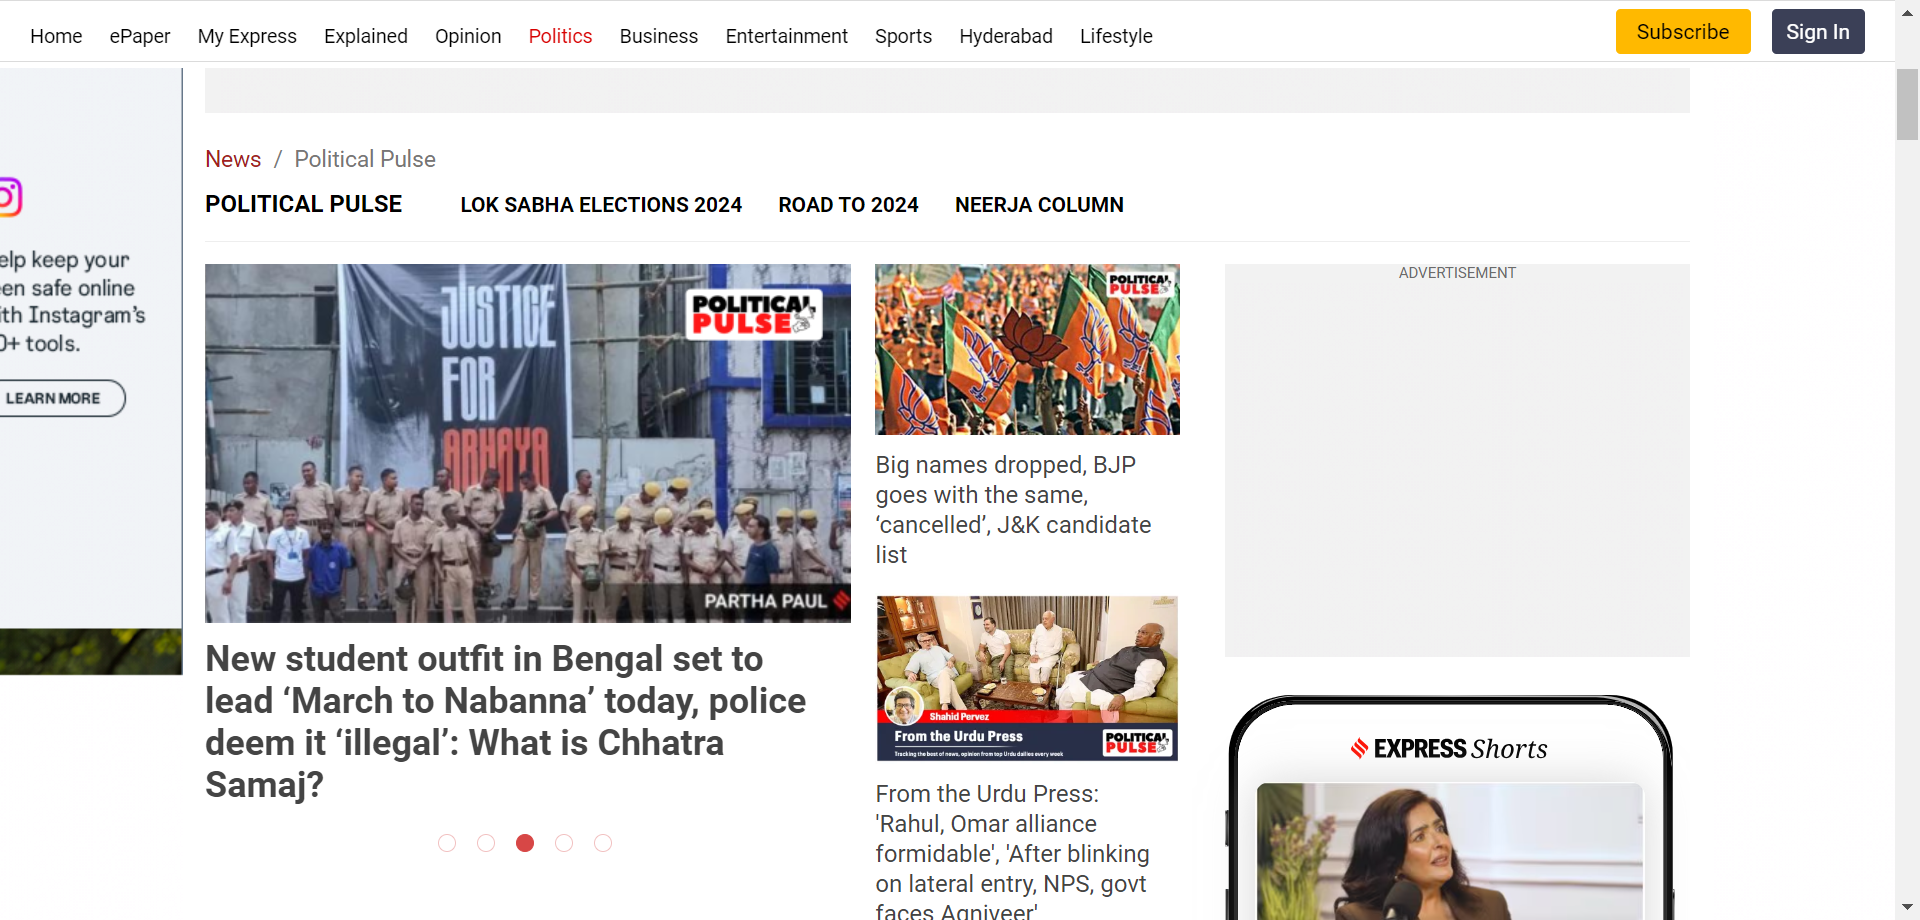 Home ePaper My Express Explained Opinion Politics Business Entertainment Sports Hyderabad Lifestyle
Subscribe
Sign In
elp keep your
en safe online
ith Instagram's
0+ tools.
LEARN MORE
News / Political Pulse
POLITICAL PULSE LOK SABHA ELECTIONS 2024 ROAD TO 2024 NEERJA COLUMN
JUSTICE
FOR
ABHAYA
POLITICAL
PULSE
PARTHA PAUL
New student outfit in Bengal set to
lead ‘March to Nabanna’ today, police
deem it ‘illegal’: What is Chhatra
Samaj?
POLITICAL
PULSE
Big names dropped, BJP
goes with the same,
‘cancelled’, J&K candidate
list
Shahid Pervez
From the Urdu Press
Tracking the best of news, opinion from top Urdu dailies every week
POLITICAL
PULSE
From the Urdu Press:
'Rahul, Omar alliance
formidable', 'After blinking
on lateral entry, NPS, govt
faces Agniveer'
ADVERTISEMENT
EXPRESS Shorts